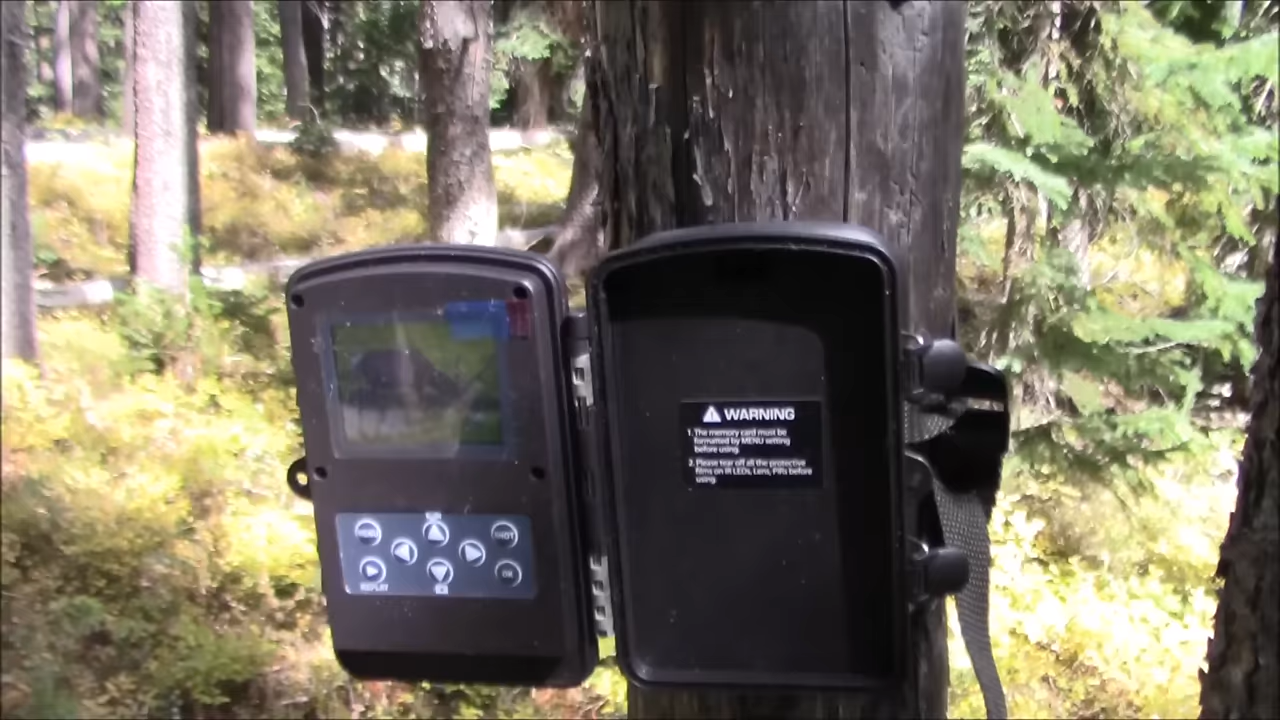 WARNING
1. The memory card must be
formatted by MENU setting
before using.
2. Please tear off all the protective
films on IR LEDs, Lens, PIRs before
using.
MENU
SHOT
OK
REPLAY